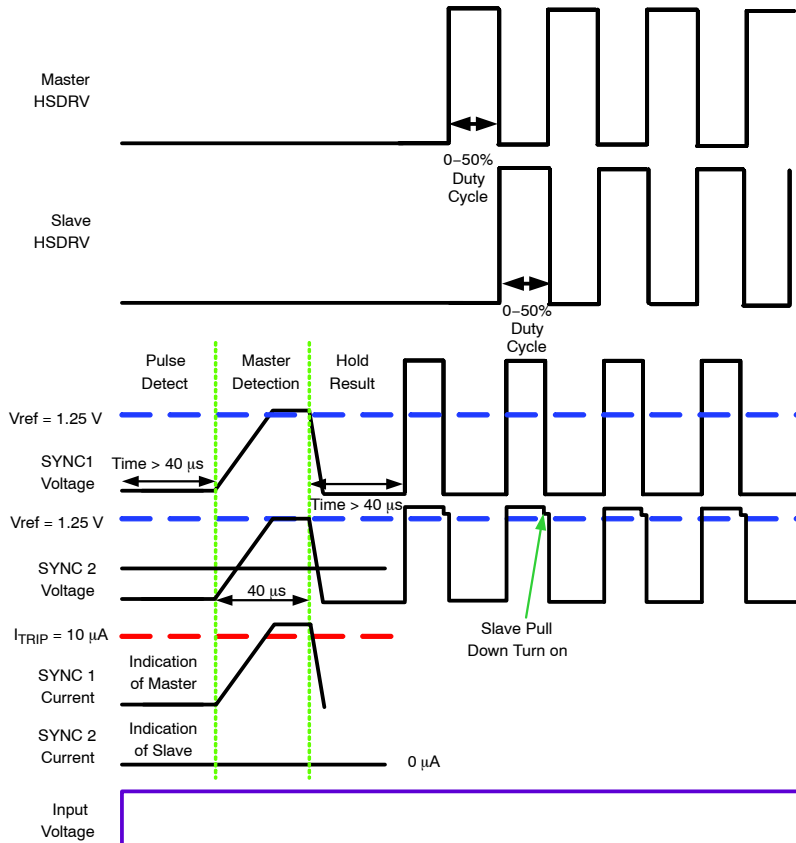 Master
HSDRV
0–50%
Duty
Cycle
Slave
HSDRV
0–50%
Duty
Cycle
Pulse
Detect
Master
Detection
Hold
Result
Vref = 1.25 V
SYNC1
Voltage
Time > 40 μs
Time > 40 μs
Vref = 1.25 V
SYNC 2
Voltage
40 μs
Slave Pull
Down Turn on
ITRIP = 10 μA
SYNC 1
Current
Indication
of Master
SYNC 2
Current
Indication
of Slave
0 μA
Input
Voltage